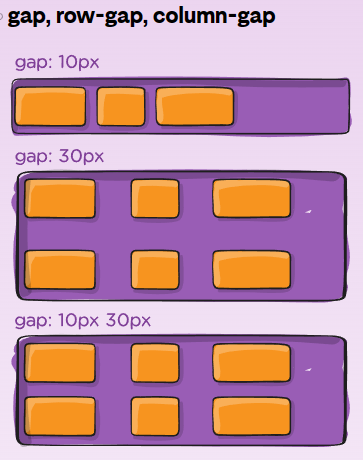 gap, row-gap, column-gap
gap: 10px
gap: 30px
gap: 10px 30px